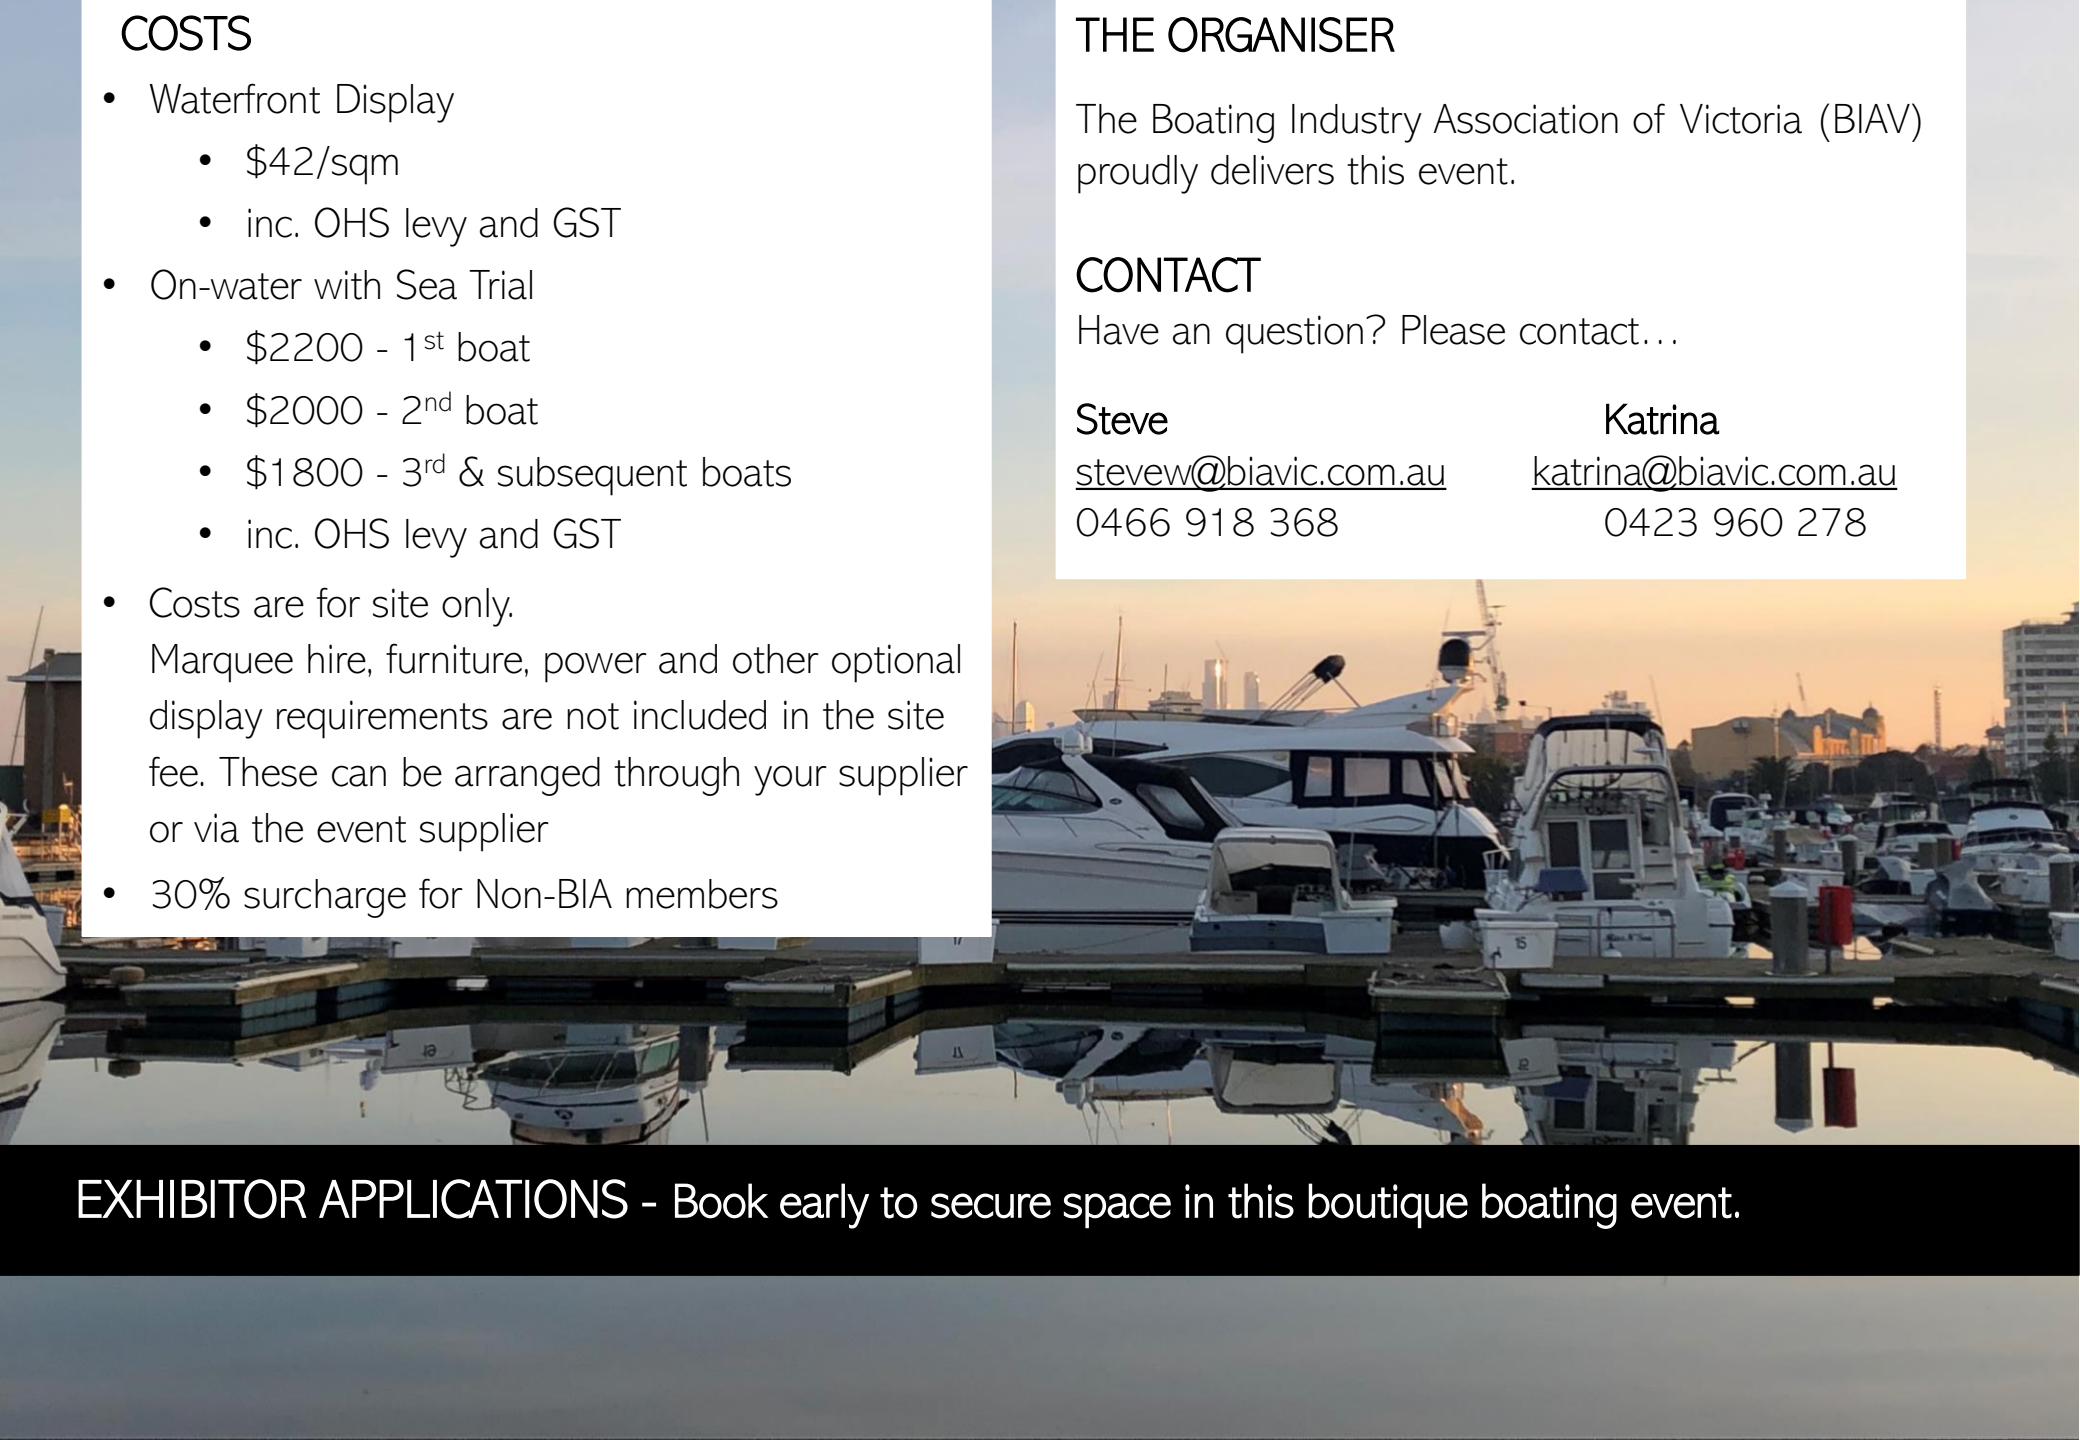 COSTS
• Waterfront Display
• $42/sqm
• inc. OHS levy and GST
• On-water with Sea Trial
• $2200 - 1st boat
• $2000 - 2nd boat
• $1800 - 3rd & subsequent boats
• inc. OHS levy and GST
• Costs are for site only.
Marquee hire, furniture, power and other optional
display requirements are not included in the site
fee. These can be arranged through your supplier
or via the event supplier
• 30% surcharge for Non-BIA members
THE ORGANISER
The Boating Industry Association of Victoria (BIAV)
proudly delivers this event.
CONTACT
Have an question? Please contact…
Steve Katrina
stevew@biavic.com.au katrina@biavic.com.au
0466 918 368 0423 960 278
17
15
EXHIBITOR APPLICATIONS - Book early to secure space in this boutique boating event.